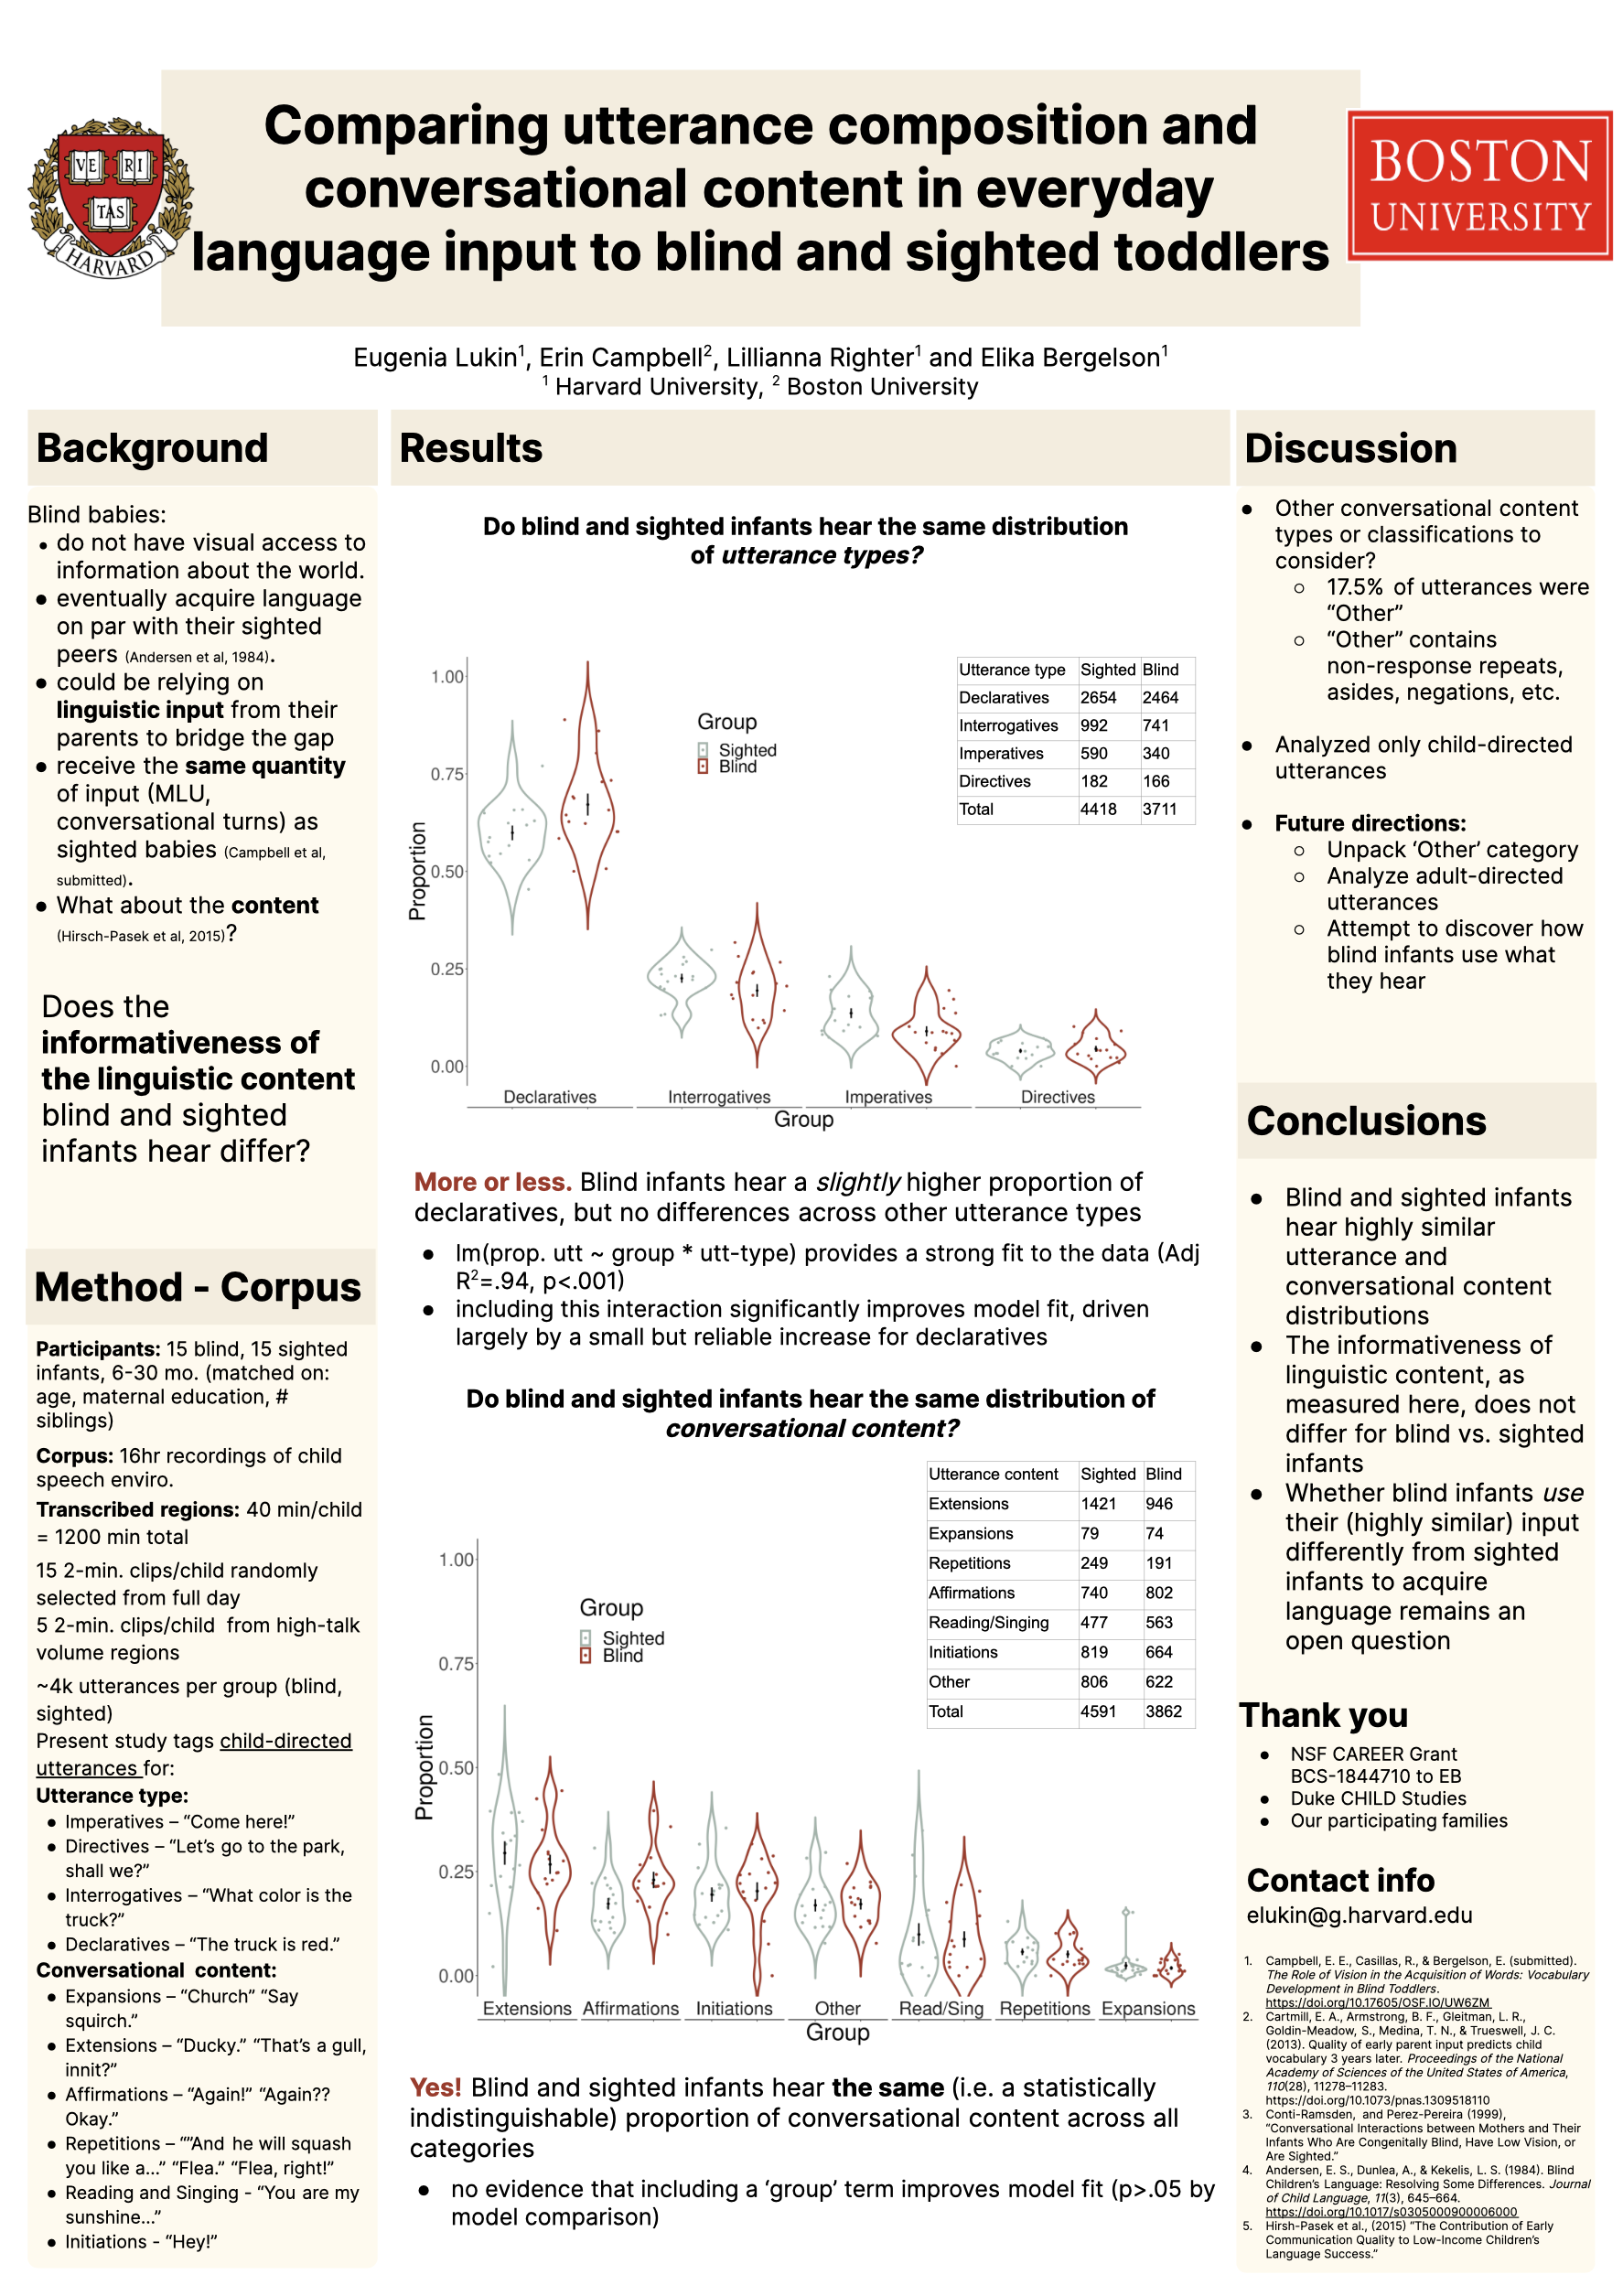 VE RI
TAS
HARVARD
Comparing utterance composition and
conversational content in everyday
language input to blind and sighted toddlers
BOSTON
UNIVERSITY
Eugenia Lukin1, Erin Campbell2, Lillianna Righter1 and Elika Bergelson1
1 Harvard University, 2 Boston University
Background
Blind babies:
• do not have visual access to
information about the world.
● eventually acquire language
on par with their sighted
peers (Andersen et al, 1984).
● could be relying on
linguistic input from their
parents to bridge the gap
● receive the same quantity
of input (MLU,
conversational turns) as
sighted babies (Campbell et al,
submitted).
● What about the content
(Hirsch-Pasek et al, 2015)?
Does the
informativeness of
the linguistic content
blind and sighted
infants hear differ?
Method - Corpus
Participants: 15 blind, 15 sighted
infants, 6-30 mo. (matched on:
age, maternal education, #
siblings)
Corpus: 16hr recordings of child
speech enviro.
Transcribed regions: 40 min/child
= 1200 min total
15 2-min. clips/child randomly
selected from full day
5 2-min. clips/child from high-talk
volume regions
~4k utterances per group (blind,
sighted)
Present study tags child-directed
utterances for:
Utterance type:
● Imperatives – “Come here!”
● Directives – “Let’s go to the park,
shall we?”
● Interrogatives – “What color is the
truck?”
● Declaratives – “The truck is red.”
Conversational content:
● Expansions – “Church” “Say
squirch.”
● Extensions – “Ducky.” “That’s a gull,
innit?”
● Affirmations – “Again!” “Again??
Okay.”
● Repetitions – “”And he will squash
you like a...” “Flea.” “Flea, right!”
● Reading and Singing - “You are my
sunshine...”
● Initiations - “Hey!”
Results
Do blind and sighted infants hear the same distribution
of utterance types?
1.00
0.75
0.50
0.25
0.00
Proportion
Group
Sighted
Blind
Utterance type Sighted Blind
Declaratives 2654 2464
Interrogatives 992 741
Imperatives 590 340
Directives 182 166
Total 4418 3711
Declaratives Interrogatives Imperatives Directives
Group
More or less. Blind infants hear a slightly higher proportion of
declaratives, but no differences across other utterance types
● lm(prop. utt ~ group * utt-type) provides a strong fit to the data (Adj
R2=.94, p<.001)
● including this interaction significantly improves model fit, driven
largely by a small but reliable increase for declaratives
Do blind and sighted infants hear the same distribution of
conversational content?
1.00
0.75
0.50
0.25
0.00
Proportion
Group
Sighted
Blind
Utterance content Sighted Blind
Extensions 1421 946
Expansions 79 74
Repetitions 249 191
Affirmations 740 802
Reading/Singing 477 563
Initiations 819 664
Other 806 622
Total 4591 3862
Extensions Affirmations Initiations Other Read/Sing Repetitions Expansions
Group
Yes! Blind and sighted infants hear the same (i.e. a statistically
indistinguishable) proportion of conversational content across all
categories
● no evidence that including a ‘group’ term improves model fit (p>.05 by
model comparison)
Discussion
● Other conversational content
types or classifications to
consider?
○ 17.5% of utterances were
“Other”
○ “Other” contains
non-response repeats,
asides, negations, etc.
● Analyzed only child-directed
utterances
● Future directions:
○ Unpack ‘Other’ category
○ Analyze adult-directed
utterances
○ Attempt to discover how
blind infants use what
they hear
Conclusions
● Blind and sighted infants
hear highly similar
utterance and
conversational content
distributions
● The informativeness of
linguistic content, as
measured here, does not
differ for blind vs. sighted
infants
● Whether blind infants use
their (highly similar) input
differently from sighted
infants to acquire
language remains an
open question
Thank you
● NSF CAREER Grant
BCS-1844710 to EB
● Duke CHILD Studies
● Our participating families
Contact info
elukin@g.harvard.edu
1. Campbell, E. E., Casillas, R., & Bergelson, E. (submitted).
The Role of Vision in the Acquisition of Words: Vocabulary
Development in Blind Toddlers.
https://doi.org/10.17605/OSF.IO/UW6ZM
2. Cartmill, E. A., Armstrong, B. F., Gleitman, L. R.,
Goldin-Meadow, S., Medina, T. N., & Trueswell, J. C.
(2013). Quality of early parent input predicts child
vocabulary 3 years later. Proceedings of the National
Academy of Sciences of the United States of America,
110(28), 11278–11283.
https://doi.org/10.1073/pnas.1309518110
3. Conti-Ramsden, and Perez-Pereira (1999),
“Conversational Interactions between Mothers and Their
Infants Who Are Congenitally Blind, Have Low Vision, or
Are Sighted.”
4. Andersen, E. S., Dunlea, A., & Kekelis, L. S. (1984). Blind
Children’s Language: Resolving Some Differences. Journal
of Child Language, 11(3), 645–664.
https://doi.org/10.1017/s0305000900006000
5. Hirsh-Pasek et al., (2015) “The Contribution of Early
Communication Quality to Low-Income Children’s
Language Success.”